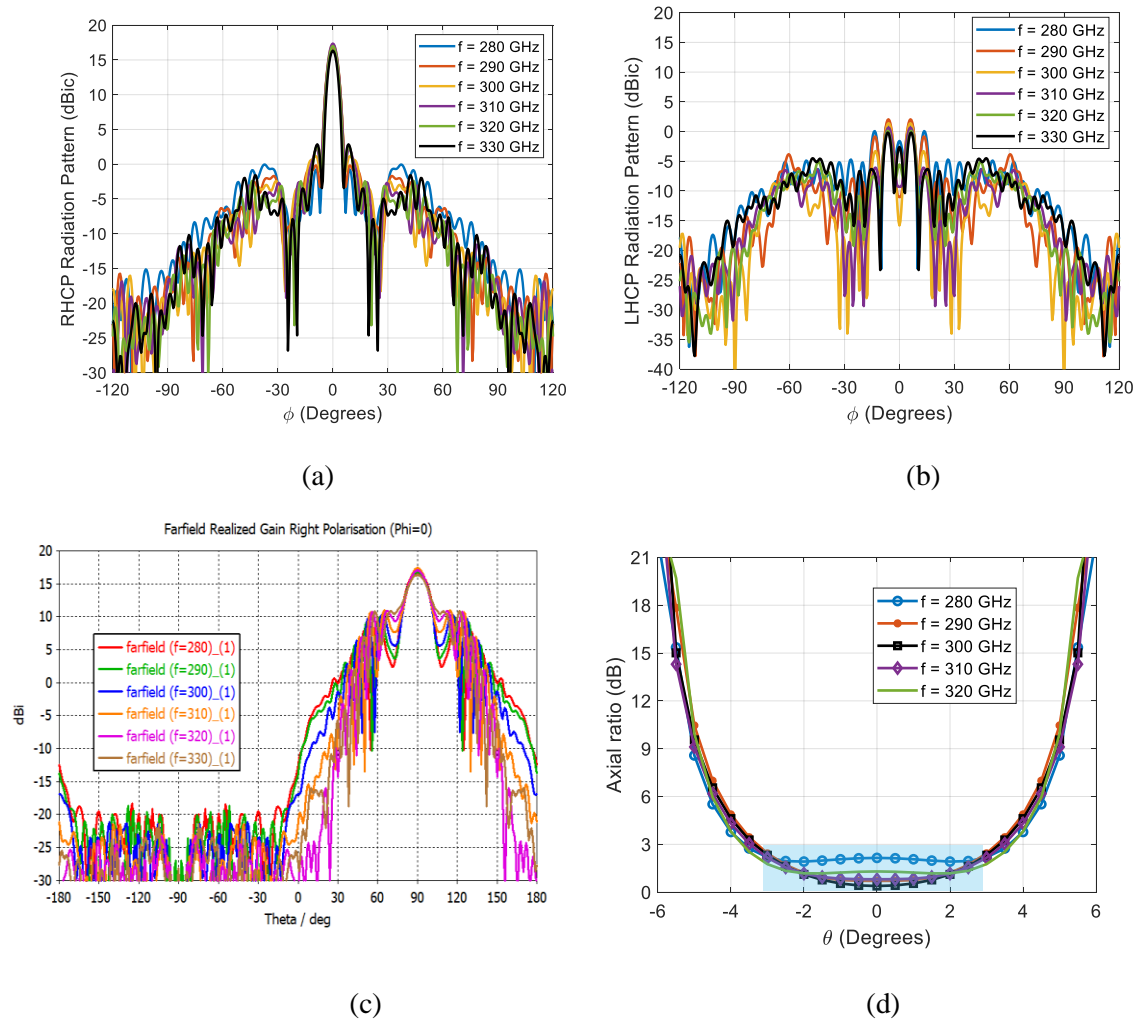 RHCP Radiation Pattern (dBic)
20
15
10
5
0
-5
-10
-15
-20
-25
-30
-120 -90 -60 -30 0 30 60 90 120
ϕ (Degrees)
f = 280 GHz
f = 290 GHz
f = 300 GHz
f = 310 GHz
f = 320 GHz
f = 330 GHz
(a)
LHCP Radiation Pattern (dBic)
20
15
10
5
0
-5
-10
-15
-20
-25
-30
-35
-40
-120 -90 -60 -30 0 30 60 90 120
ϕ (Degrees)
f = 280 GHz
f = 290 GHz
f = 300 GHz
f = 310 GHz
f = 320 GHz
f = 330 GHz
(b)
Farfield Realized Gain Right Polarisation (Phi=0)
dBi
20
15
10
5
0
-5
-10
-15
-20
-25
-30
-180 -150 -120 -90 -60 -30 0 30 60 90 120 150 180
Theta / deg
farfield (f=280)_(1)
farfield (f=290)_(1)
farfield (f=300)_(1)
farfield (f=310)_(1)
farfield (f=320)_(1)
farfield (f=330)_(1)
(c)
Axial ratio (dB)
21
18
15
12
9
6
3
0
-6 -4 -2 0 2 4 6
θ (Degrees)
f = 280 GHz
f = 290 GHz
f = 300 GHz
f = 310 GHz
f = 320 GHz
(d)